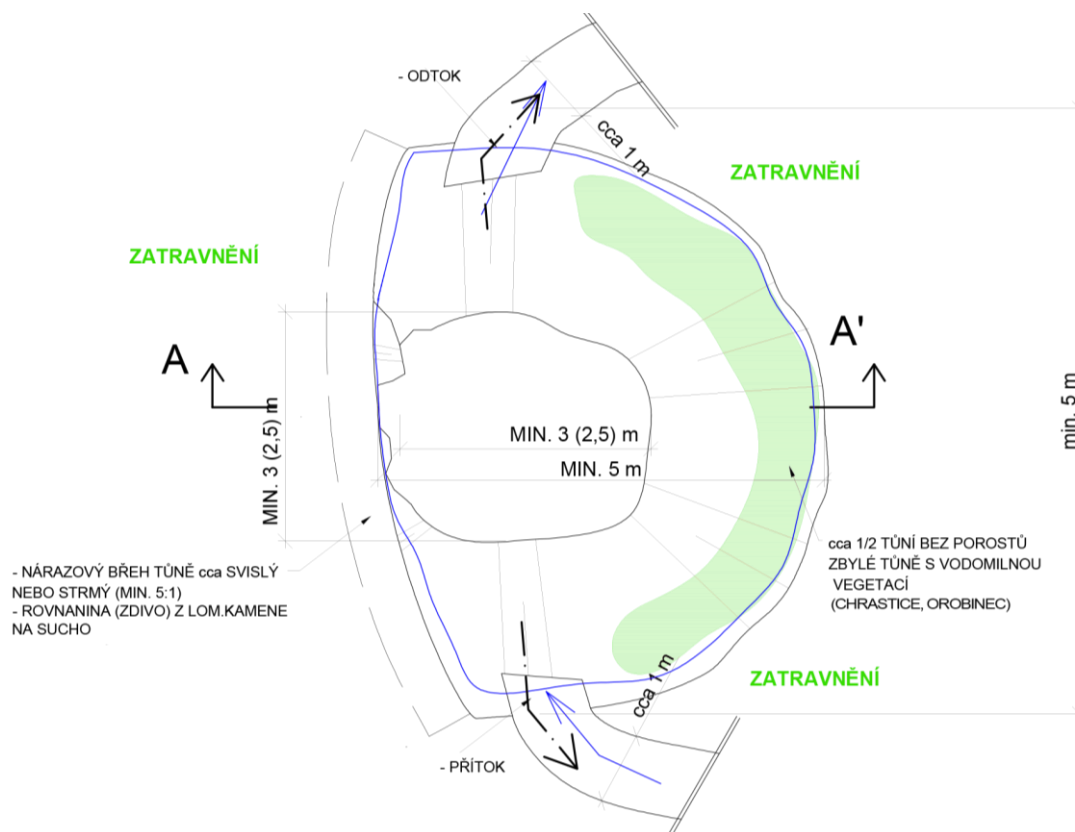 - ODTOK
cca 1 m
ZATRAVNĚNÍ
ZATRAVNĚNÍ
A
A'
MIN. 3 (2,5) m
MIN. 3 (2,5) m
MIN. 5 m
min. 5 m
- NÁRAZOVÝ BŘEH TŮNĚ cca SVISLÝ
NEBO STRMÝ (MIN. 5:1)
- ROVNANINA (ZDIVO) Z LOM.KAMENE
NA SUCHO
cca 1/2 TŮNÍ BEZ POROSTŮ
ZBYLÉ TŮNĚ S VODOMILNOU
VEGETACÍ
(CHRASTICE, OROBINEC)
cca 1 m
ZATRAVNĚNÍ
- PŘÍTOK